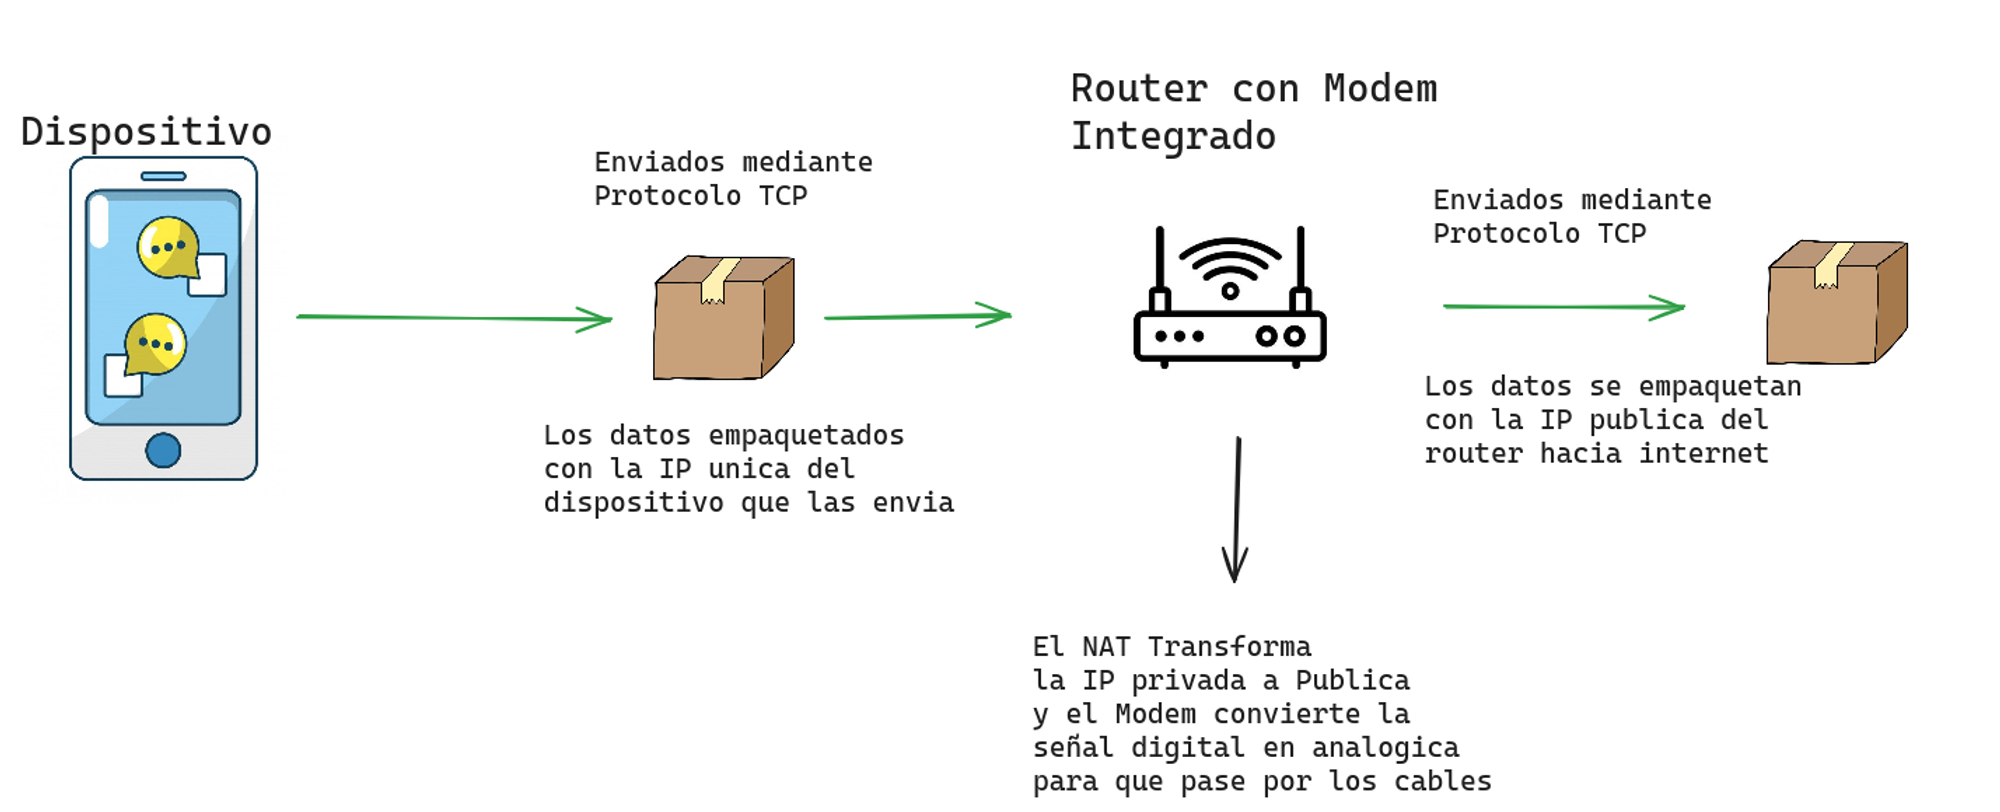 Dispositivo
Enviados mediante
Protocolo TCP
Los datos empaquetados
con la IP unica del
dispositivo que las envia
Router con Modem
Integrado
El NAT Transforma
la IP privada a Publica
y el Modem convierte la
señal digital en analogica
para que pase por los cables
Enviados mediante
Protocolo TCP
Los datos se empaquetan
con la IP publica del
router hacia internet